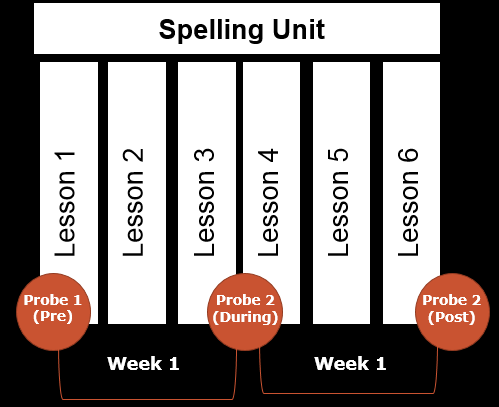 Spelling Unit
Lesson 1
Lesson 2
Lesson 3
Lesson 4
Lesson 5
Lesson 6
Probe 1
(Pre)
Probe 2
(During)
Probe 2
(Post)
Week 1
Week 1